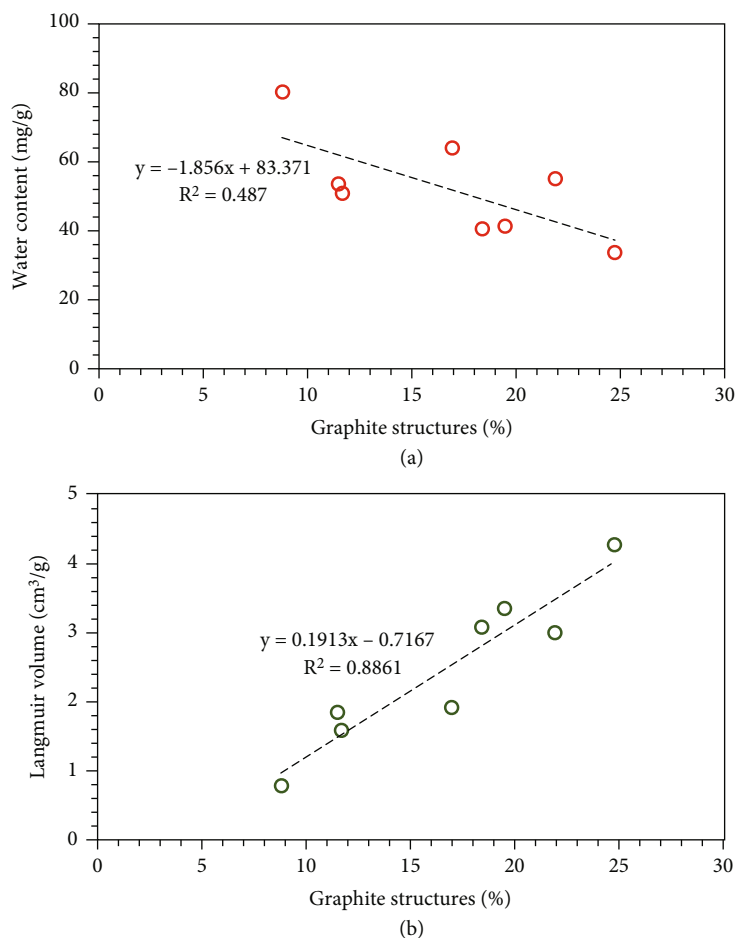 100
80
60
40
20
0
Water content (mg/g)
y = –1.856x + 83.371
R² = 0.487
0 5 10 15 20 25 30
Graphite structures (%)
(a)
5
4
3
2
1
0
Langmuir volume (cm³/g)
y = 0.1913x – 0.7167
R² = 0.8861
0 5 10 15 20 25 30
Graphite structures (%)
(b)